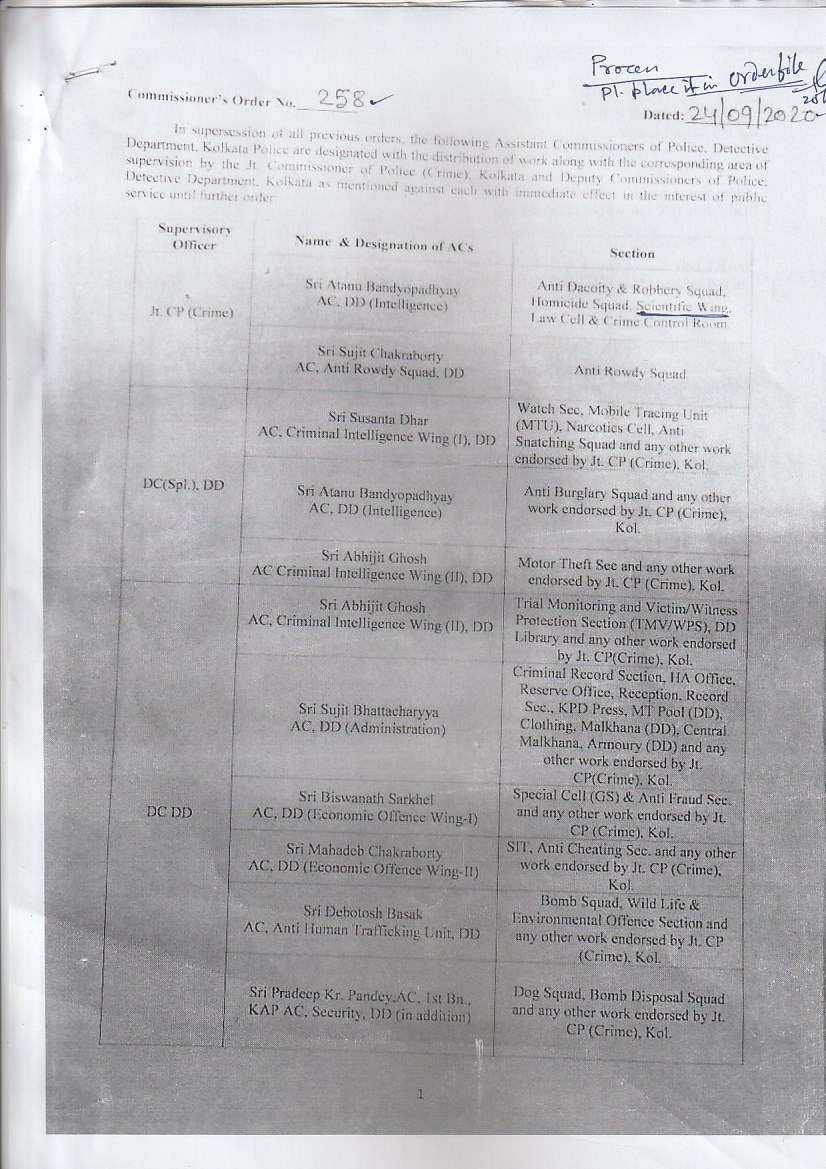 Procen
pl. place it in order file
Commissioner's Order No. 258
Dated: 24/09/2020
In supersession of all previous orders, the following Assistant Commissioners of Police, Detective
Department, Kolkata Police are designated with the distribution of work along with the corresponding area of
supervision by the Jt. Commissioner of Police (Crime), Kolkata and Deputy Commissioners of Police,
Detective Department, Kolkata as mentioned against each with immediate effect in the interest of public
service until further order
Supervisory
Officer
Name & Designation of ACs
Section
Jt. CP (Crime)
Sri Atanu Bandyopadhyay
AC, DD (Intelligence)
Anti Dacoity & Robbery Squad,
Homicide Squad, Scientific Wing,
Law Cell & Crime Control Room
Sri Sujit Chakraborty
AC, Anti Rowdy Squad, DD
Anti Rowdy Squad
DC(Spl.), DD
Sri Susanta Dhar
AC, Criminal Intelligence Wing (I), DD
Watch Sec, Mobile Tracing Unit
(MTU), Narcotics Cell, Anti
Snatching Squad and any other work
endorsed by Jt. CP (Crime), Kol.
Sri Atanu Bandyopadhyay
AC, DD (Intelligence)
Anti Burglary Squad and any other
work endorsed by Jt. CP (Crime),
Kol.
Sri Abhijit Ghosh
AC Criminal Intelligence Wing (II), DD
Motor Theft Sec and any other work
endorsed by Jt. CP (Crime), Kol.
DC DD
Sri Abhijit Ghosh
AC, Criminal Intelligence Wing (II), DD
Trial Monitoring and Victim/Witness
Protection Section (TMV/WPS), DD
Library and any other work endorsed
by Jt. CP(Crime), Kol.
Sri Sujit Bhattacharyya
AC, DD (Administration)
Criminal Record Section, HA Office,
Reserve Office, Reception, Record
Sec., KPD Press, MT Pool (DD),
Clothing, Malkhana (DD), Central
Malkhana, Armoury (DD) and any
other work endorsed by Jt.
CP(Crime), Kol.
Sri Biswanath Sarkhel
AC, DD (Economic Offence Wing-I)
Special Cell (GS) & Anti Fraud Sec.
and any other work endorsed by Jt.
CP (Crime), Kol.
Sri Mahadeb Chakraborty
AC, DD (Economic Offence Wing-II)
SIT, Anti Cheating Sec. and any other
work endorsed by Jt. CP (Crime),
Kol.
Sri Debotosh Basak
AC, Anti Human Trafficking Unit, DD
Bomb Squad, Wild Life &
Environmental Offence Section and
any other work endorsed by Jt. CP
(Crime), Kol.
Sri Pradeep Kr. Pandey,AC, 1st Bn.,
KAP AC, Security, DD (in addition)
Dog Squad, Bomb Disposal Squad
and any other work endorsed by Jt.
CP (Crime), Kol.
1